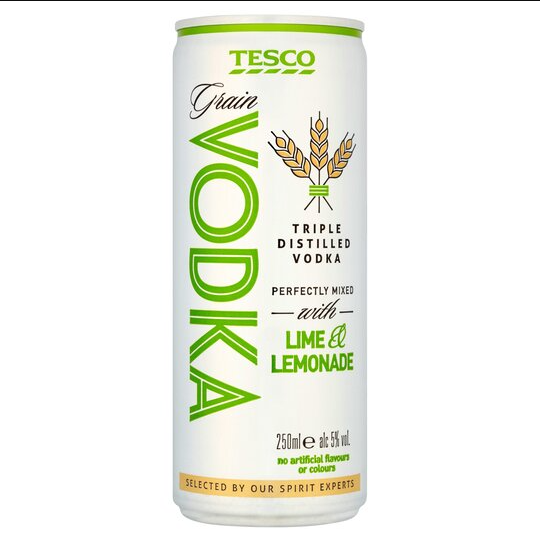 TESCO
Grain
VODKA
TRIPLE
DISTILLED
VODKA
PERFECTLY MIXED
with
LIME &
LEMONADE
250ml e alc 5% vol.
no artificial flavours
or colours
SELECTED BY OUR SPIRIT EXPERTS